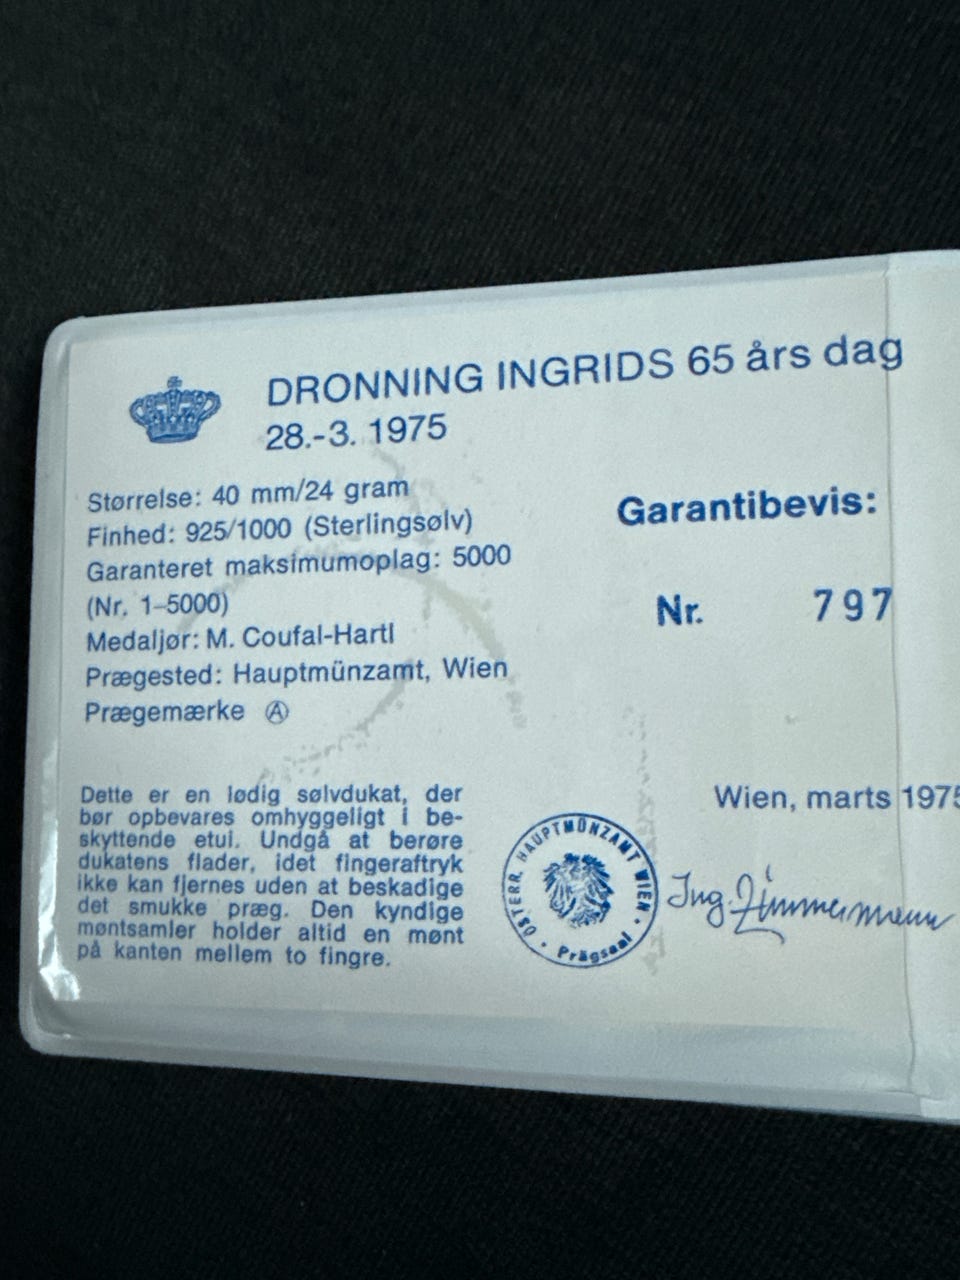 DRONNING INGRIDS 65 års dag
28.-3. 1975
Størrelse: 40 mm/24 gram
Finhed: 925/1000 (Sterlingsølv)
Garanteret maksimumoplag: 5000
(Nr. 1-5000)
Medaljør: M. Coufal-Hartl
Prægested: Hauptmünzamt, Wien
Prægemærke Ⓐ
Garantibevis:
Nr. 797
Dette er en lødig sølvdukat, der
bør opbevares omhyggeligt i be-
skyttende etui. Undgå at berøre
dukatens flader, idet fingeraftryk
ikke kan fjernes uden at beskadige
det smukke præg. Den kyndige
møntsamler holder altid en mønt
på kanten mellem to fingre.
Wien, marts 1975
ÖSTERR. HAUPTMÜNZAMT WIEN
Prägsaal
Ing. Zimmermann